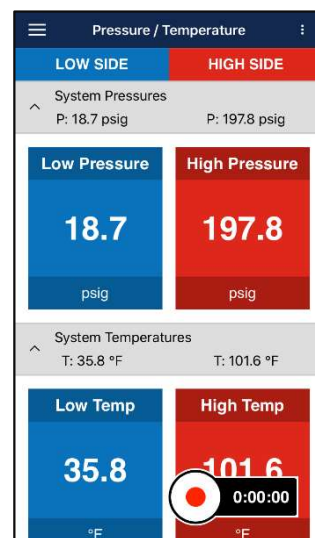 Pressure / Temperature
LOW SIDE HIGH SIDE
System Pressures
P: 18.7 psig P: 197.8 psig
Low Pressure High Pressure
18.7 197.8
psig psig
System Temperatures
T: 35.8 °F T: 101.6 °F
Low Temp High Temp
35.8 101.6
0:00:00
°F °F